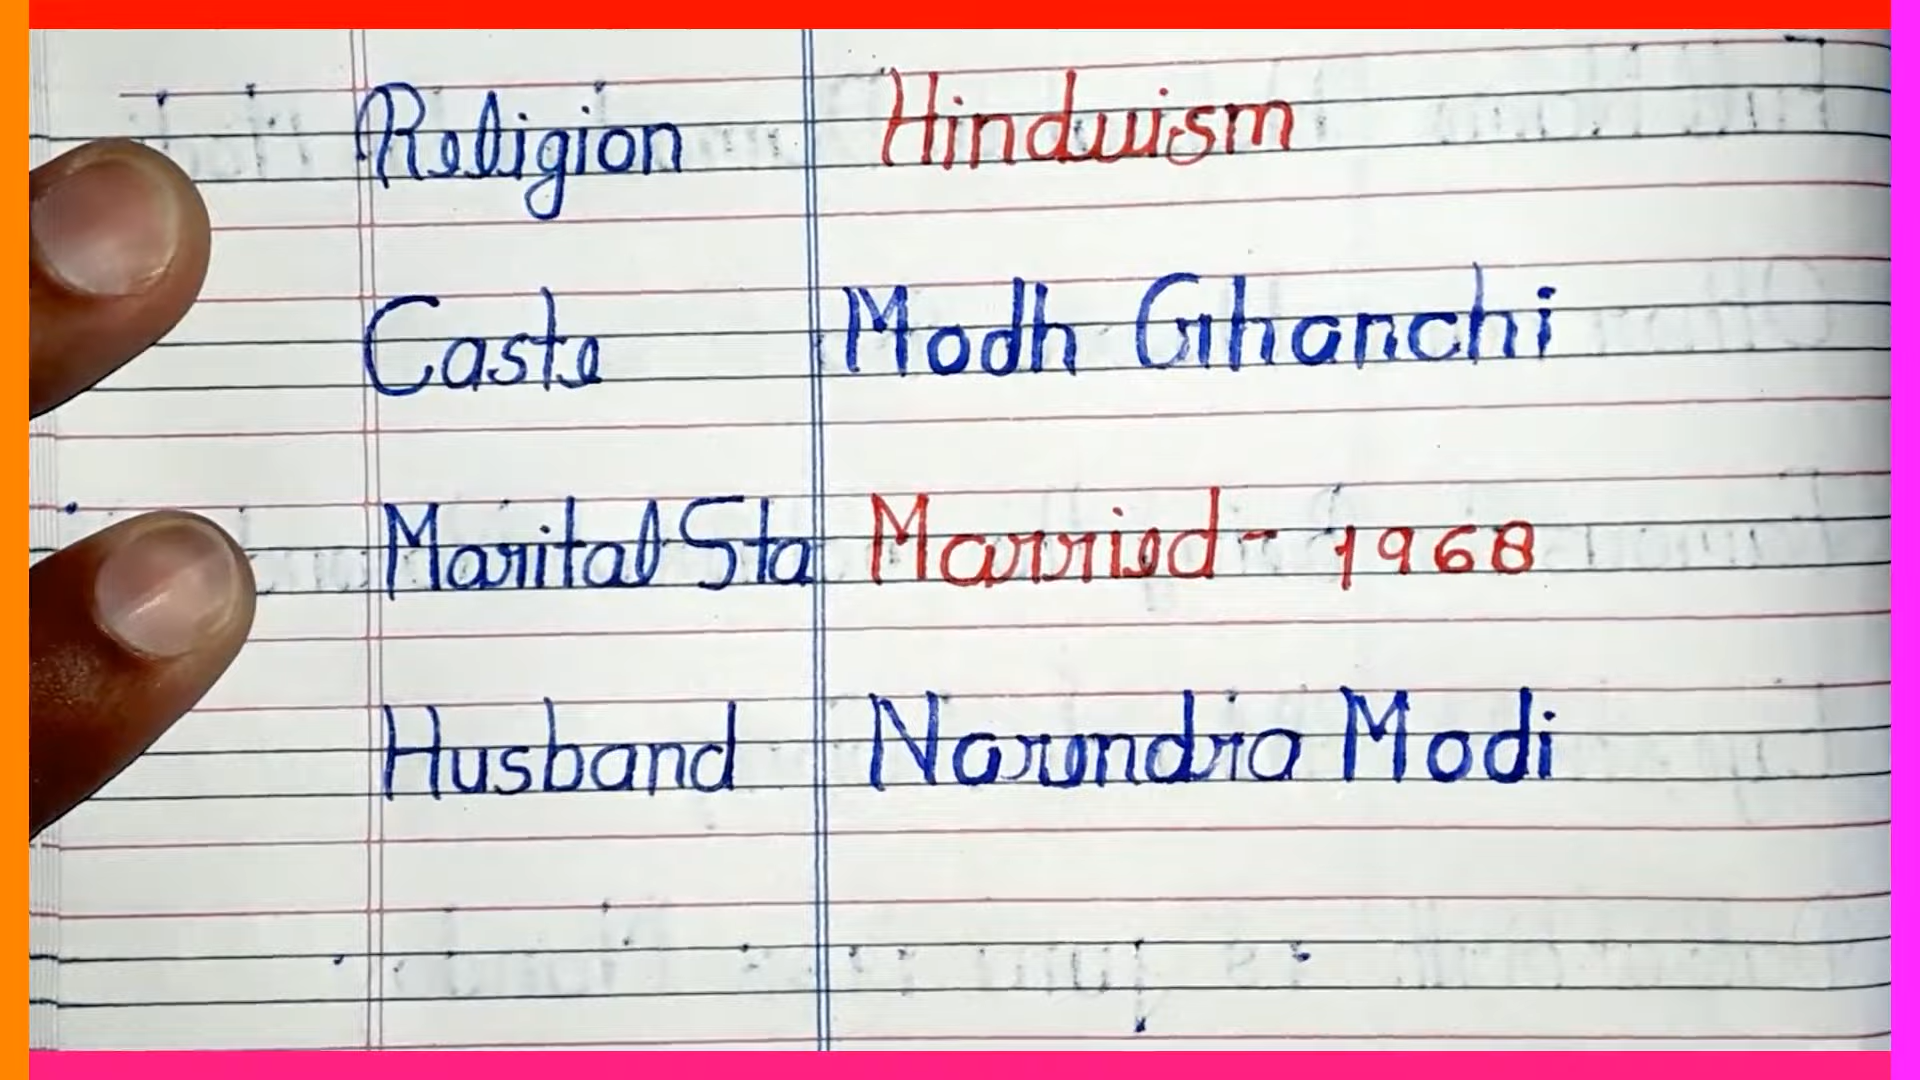 Religion Hinduism
Caste Modh Ghanchi
Marital Sta Married - 1968
Husband Narendra Modi